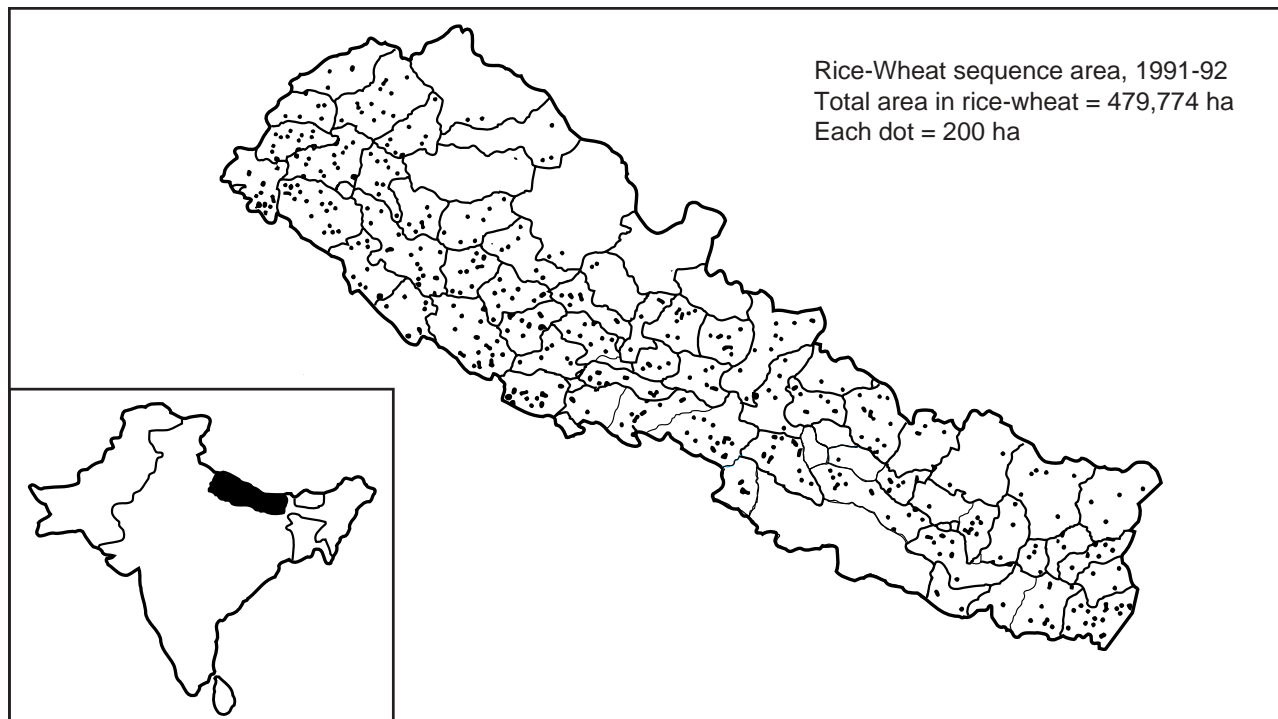 Rice-Wheat sequence area, 1991-92
Total area in rice-wheat = 479,774 ha
Each dot = 200 ha